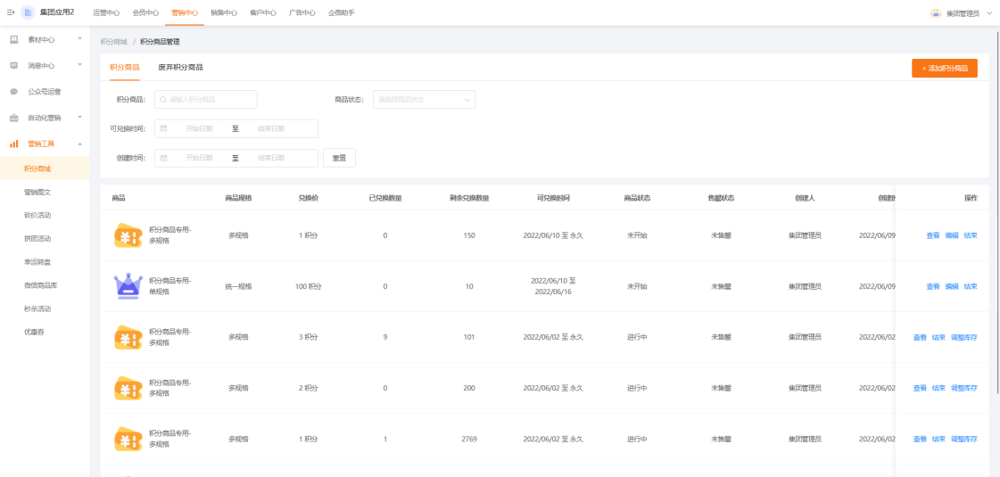 集团应用2 运营中心 会员中心 营销中心 销售中心 客户中心 广告中心 企微助手 集团管理员
素材中心
消息中心
公众号运营
自动化营销
营销工具
积分商城
营销图文
砍价活动
拼团活动
幸运转盘
微信商品库
秒杀活动
优惠券
积分商城 / 积分商品管理
积分商品 废弃积分商品 + 添加积分商品
积分商品: 请输入积分商品 商品状态: 请选择商品状态
可兑换时间: 开始日期 至 结束日期
创建时间: 开始日期 至 结束日期 重置
商品 商品规格 兑换价 已兑换数量 剩余兑换数量 可兑换时间 商品状态 售罄状态 创建人 创建时 操作
积分商品专用-
多规格 多规格 1 积分 0 150 2022/06/10 至 永久 未开始 未售罄 集团管理员 2022/06/09 查看 编辑 结束
积分商品专用-
单规格 统一规格 100 积分 0 10 2022/06/10 至
2022/06/16 未开始 未售罄 集团管理员 2022/06/09 查看 编辑 结束
积分商品专用-
多规格 多规格 3 积分 9 101 2022/06/02 至 永久 进行中 未售罄 集团管理员 2022/06/02 查看 结束 调整库存
积分商品专用-
多规格 多规格 2 积分 0 200 2022/06/02 至 永久 进行中 未售罄 集团管理员 2022/06/02 查看 结束 调整库存
积分商品专用-
多规格 多规格 1 积分 1 2769 2022/06/02 至 永久 进行中 未售罄 集团管理员 2022/06/02 查看 结束 调整库存